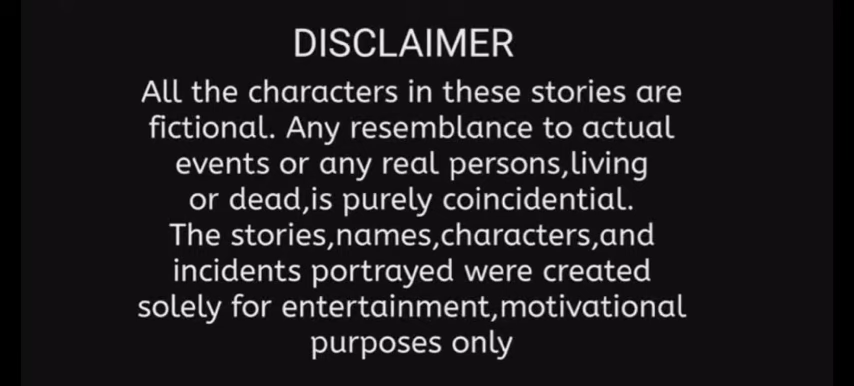 DISCLAIMER
All the characters in these stories are
fictional. Any resemblance to actual
events or any real persons,living
or dead,is purely coincidential.
The stories,names,characters,and
incidents portrayed were created
solely for entertainment,motivational
purposes only